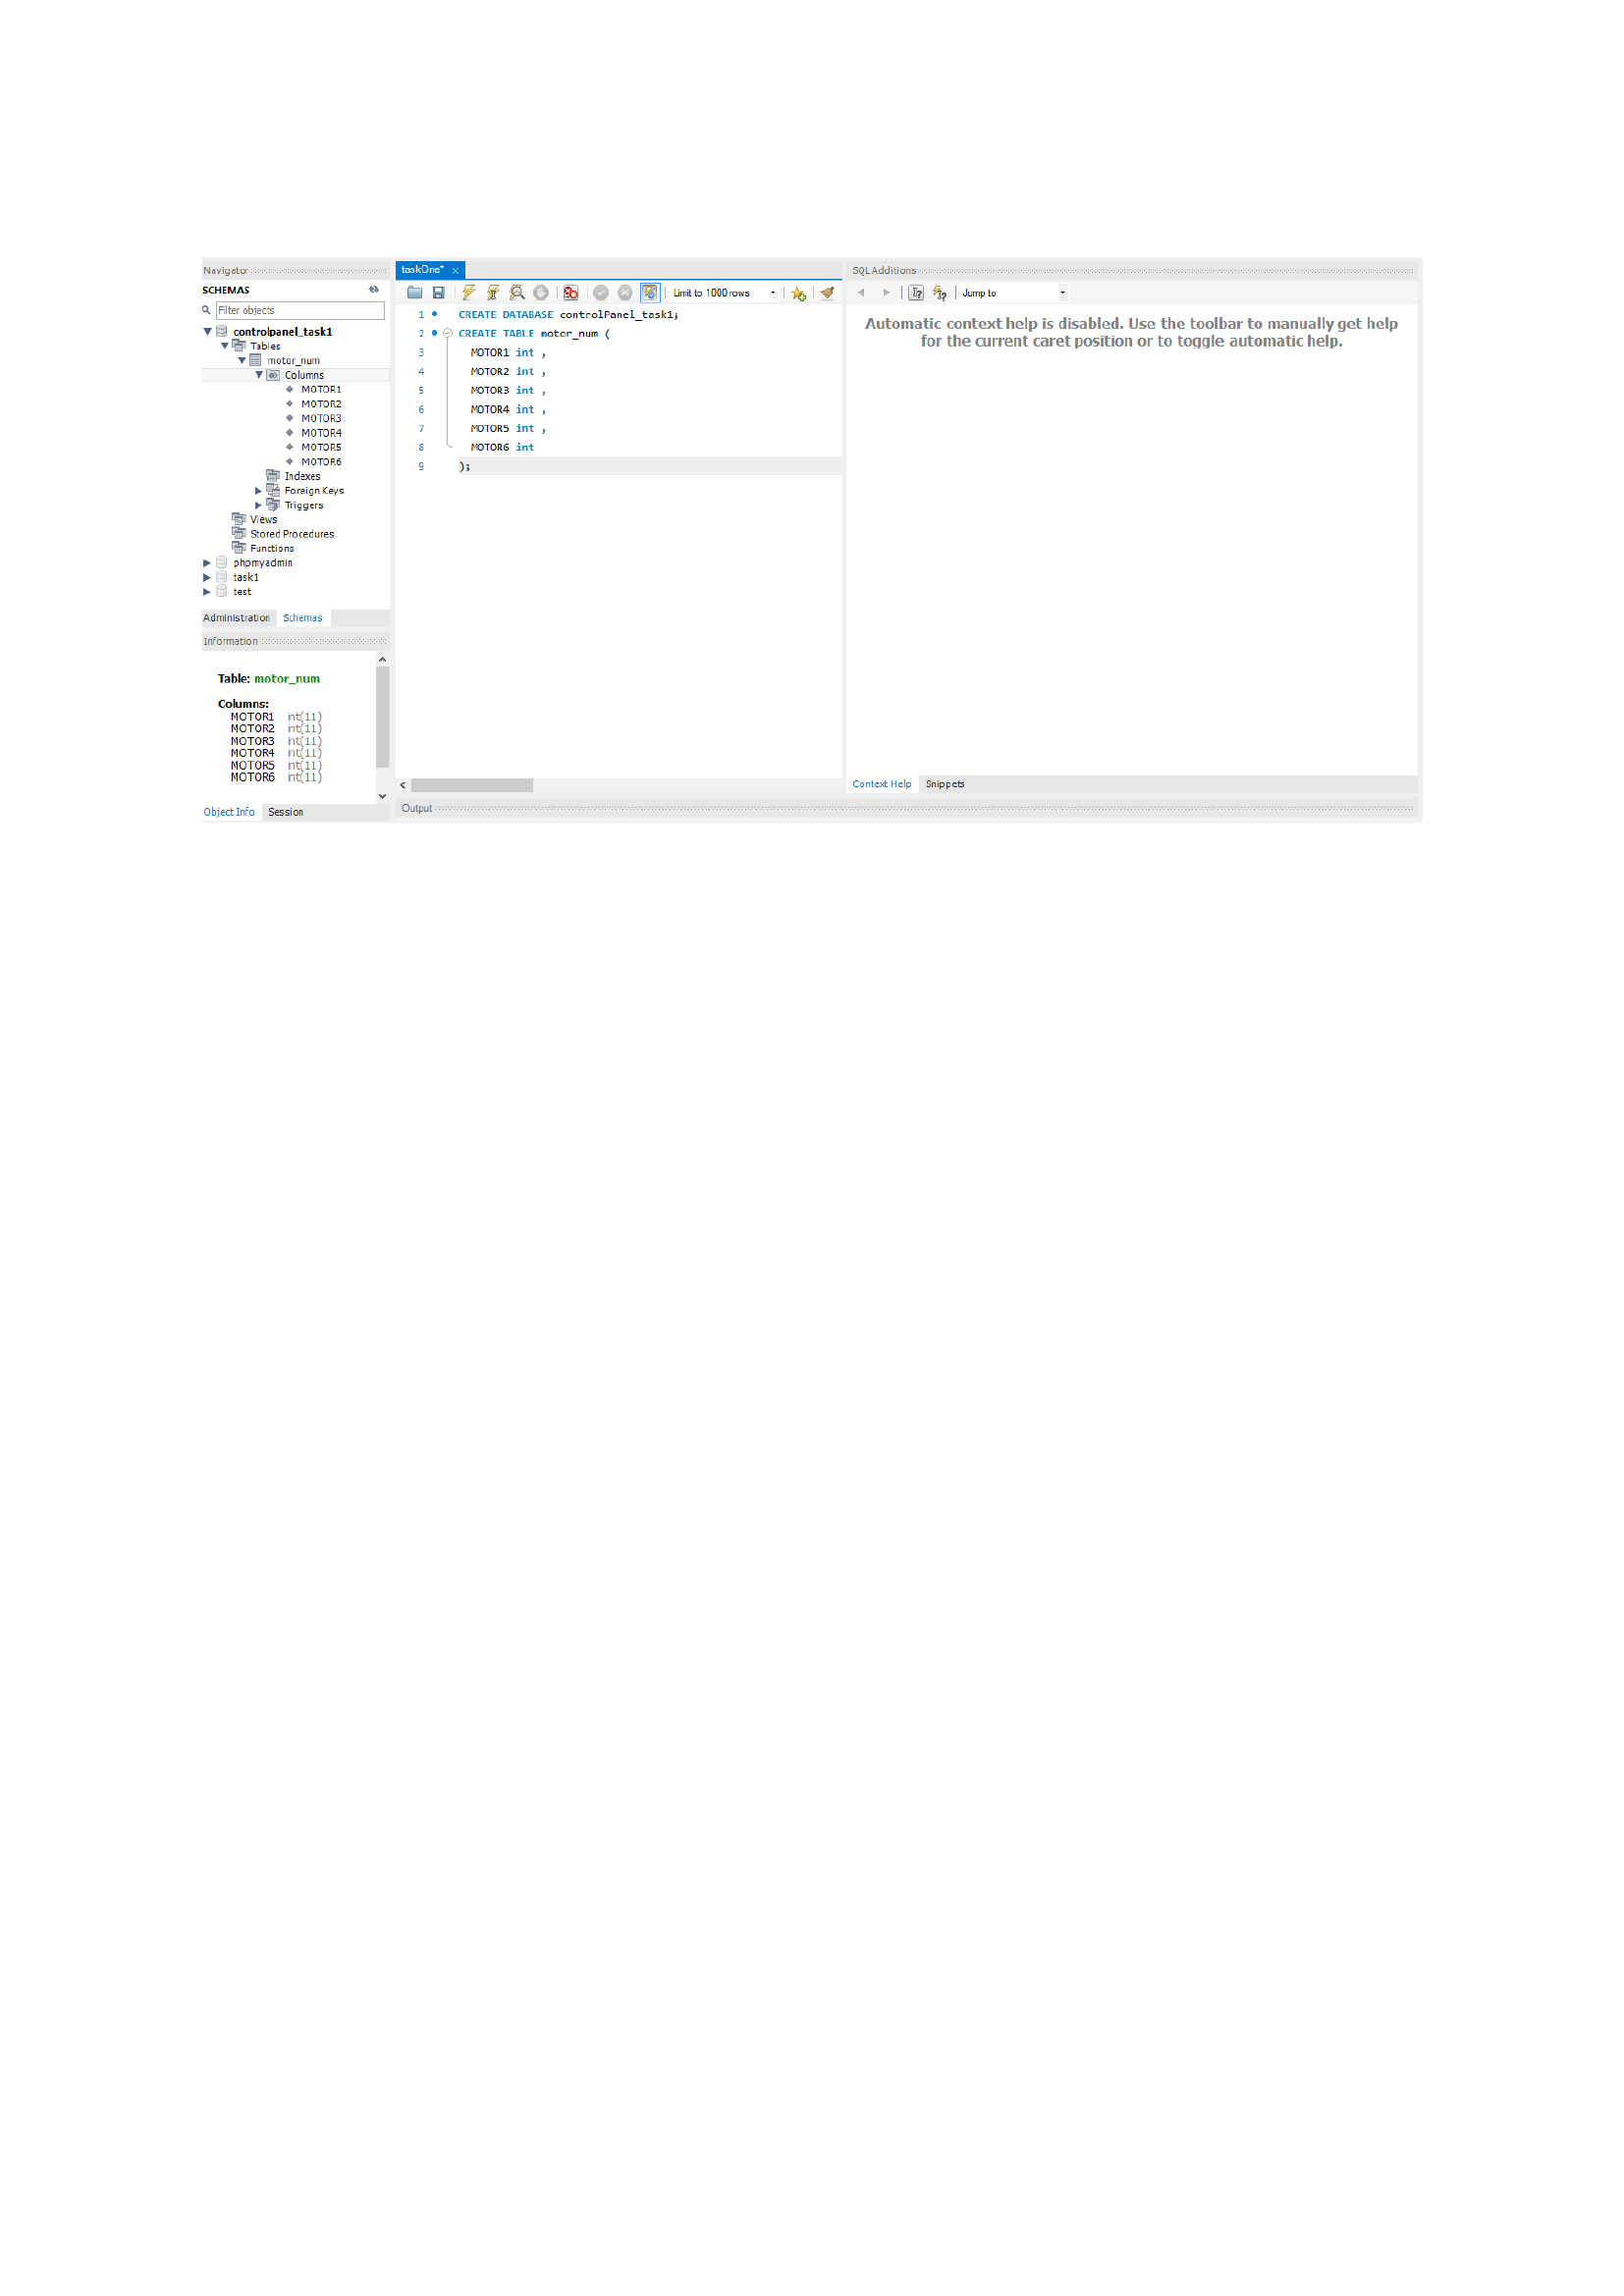 Navigator
SCHEMAS
Filter objects
controlpanel_task1
Tables
motor_num
Columns
MOTOR1
MOTOR2
MOTOR3
MOTOR4
MOTOR5
MOTOR6
Indexes
Foreign Keys
Triggers
Views
Stored Procedures
Functions
phpmyadmin
task1
test
Administration Schemas
Information
Table: motor_num
Columns:
MOTOR1 int(11)
MOTOR2 int(11)
MOTOR3 int(11)
MOTOR4 int(11)
MOTOR5 int(11)
MOTOR6 int(11)
Object Info Session
taskOne*
Limit to 1000 rows
1 CREATE DATABASE controlPanel_task1;
2 CREATE TABLE motor_num (
3 MOTOR1 int ,
4 MOTOR2 int ,
5 MOTOR3 int ,
6 MOTOR4 int ,
7 MOTOR5 int ,
8 MOTOR6 int
9 );
Output
SQLAdditions
Jump to
Automatic context help is disabled. Use the toolbar to manually get help
for the current caret position or to toggle automatic help.
Context Help Snippets